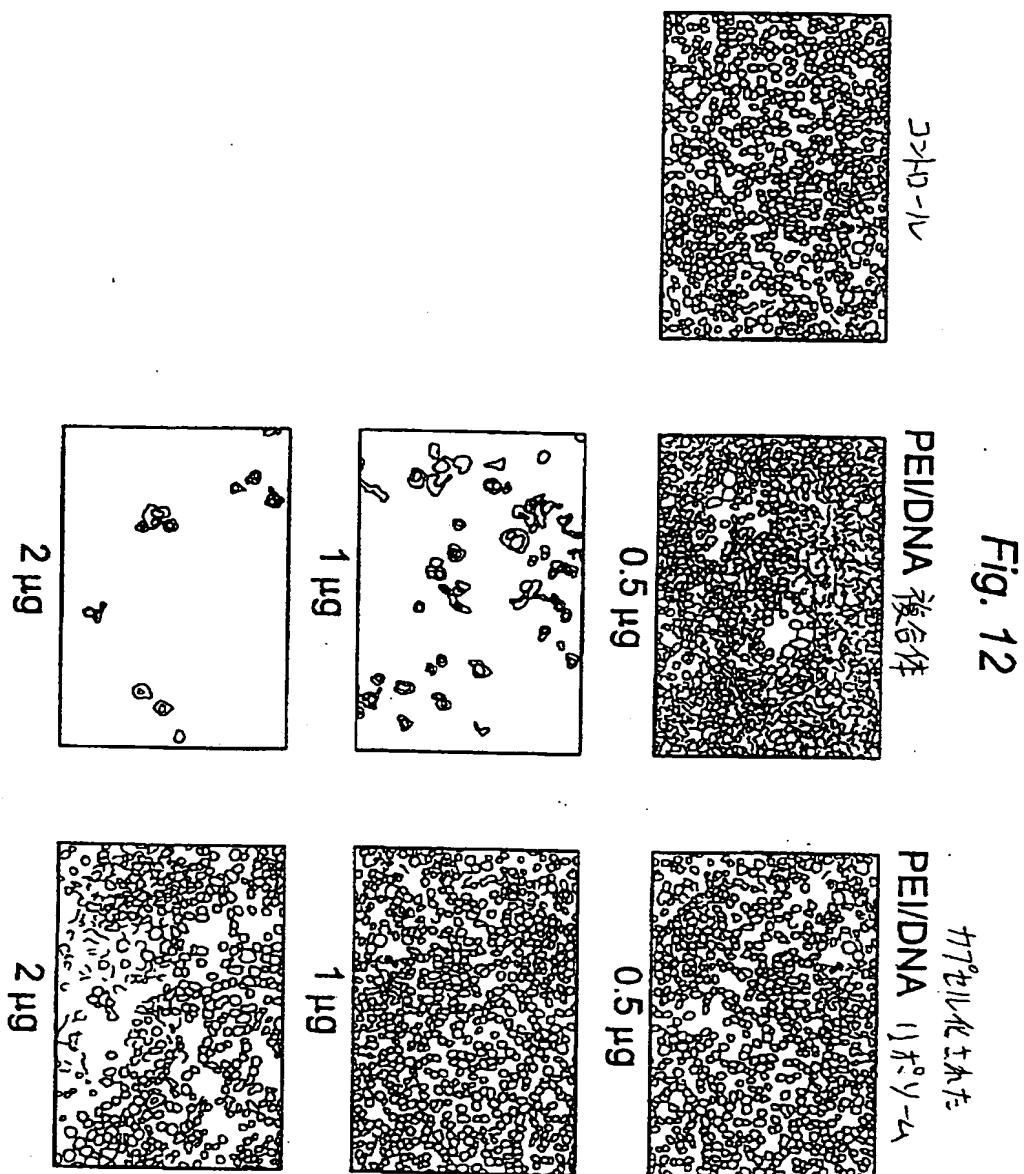 Fig. 12
コントロール
PEI/DNA 複合体
0.5 µg
1 µg
2 µg
カプセル化された
PEI/DNA リポソーム
0.5 µg
1 µg
2 µg